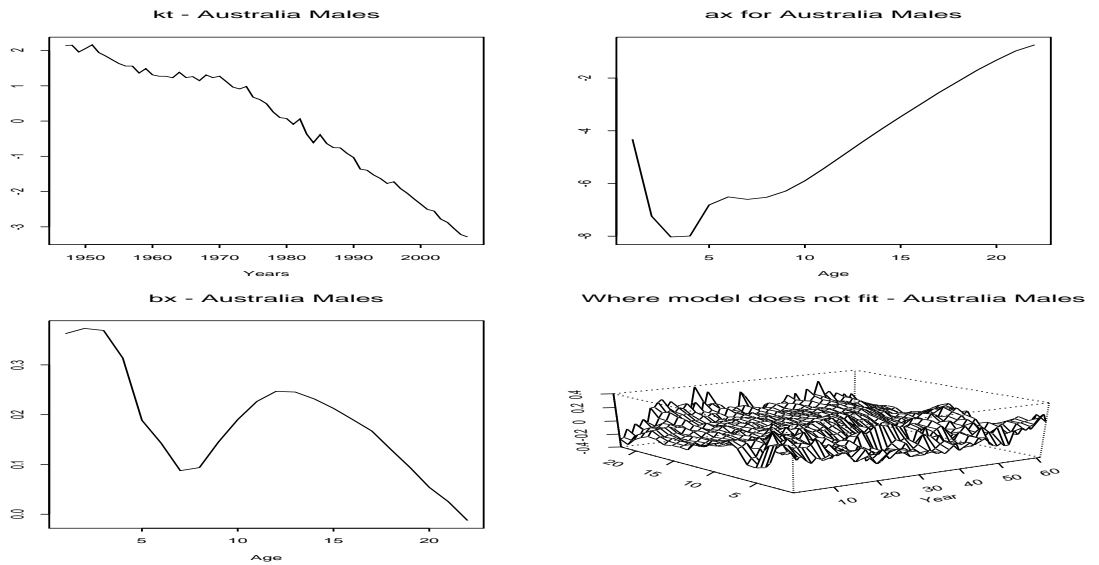 kt - Australia Males
2
1
0
-1
-2
-3
1950 1960 1970 1980 1990 2000
Years
ax for Australia Males
-2
-4
-6
-8
5 10 15 20
Age
bx - Australia Males
0.3
0.2
0.1
0.0
5 10 15 20
Age
Where model does not fit - Australia Males
-0.4 -0.2 0 0.2 0.4
20 15 10 5
10 20 30 40 50 60
Year